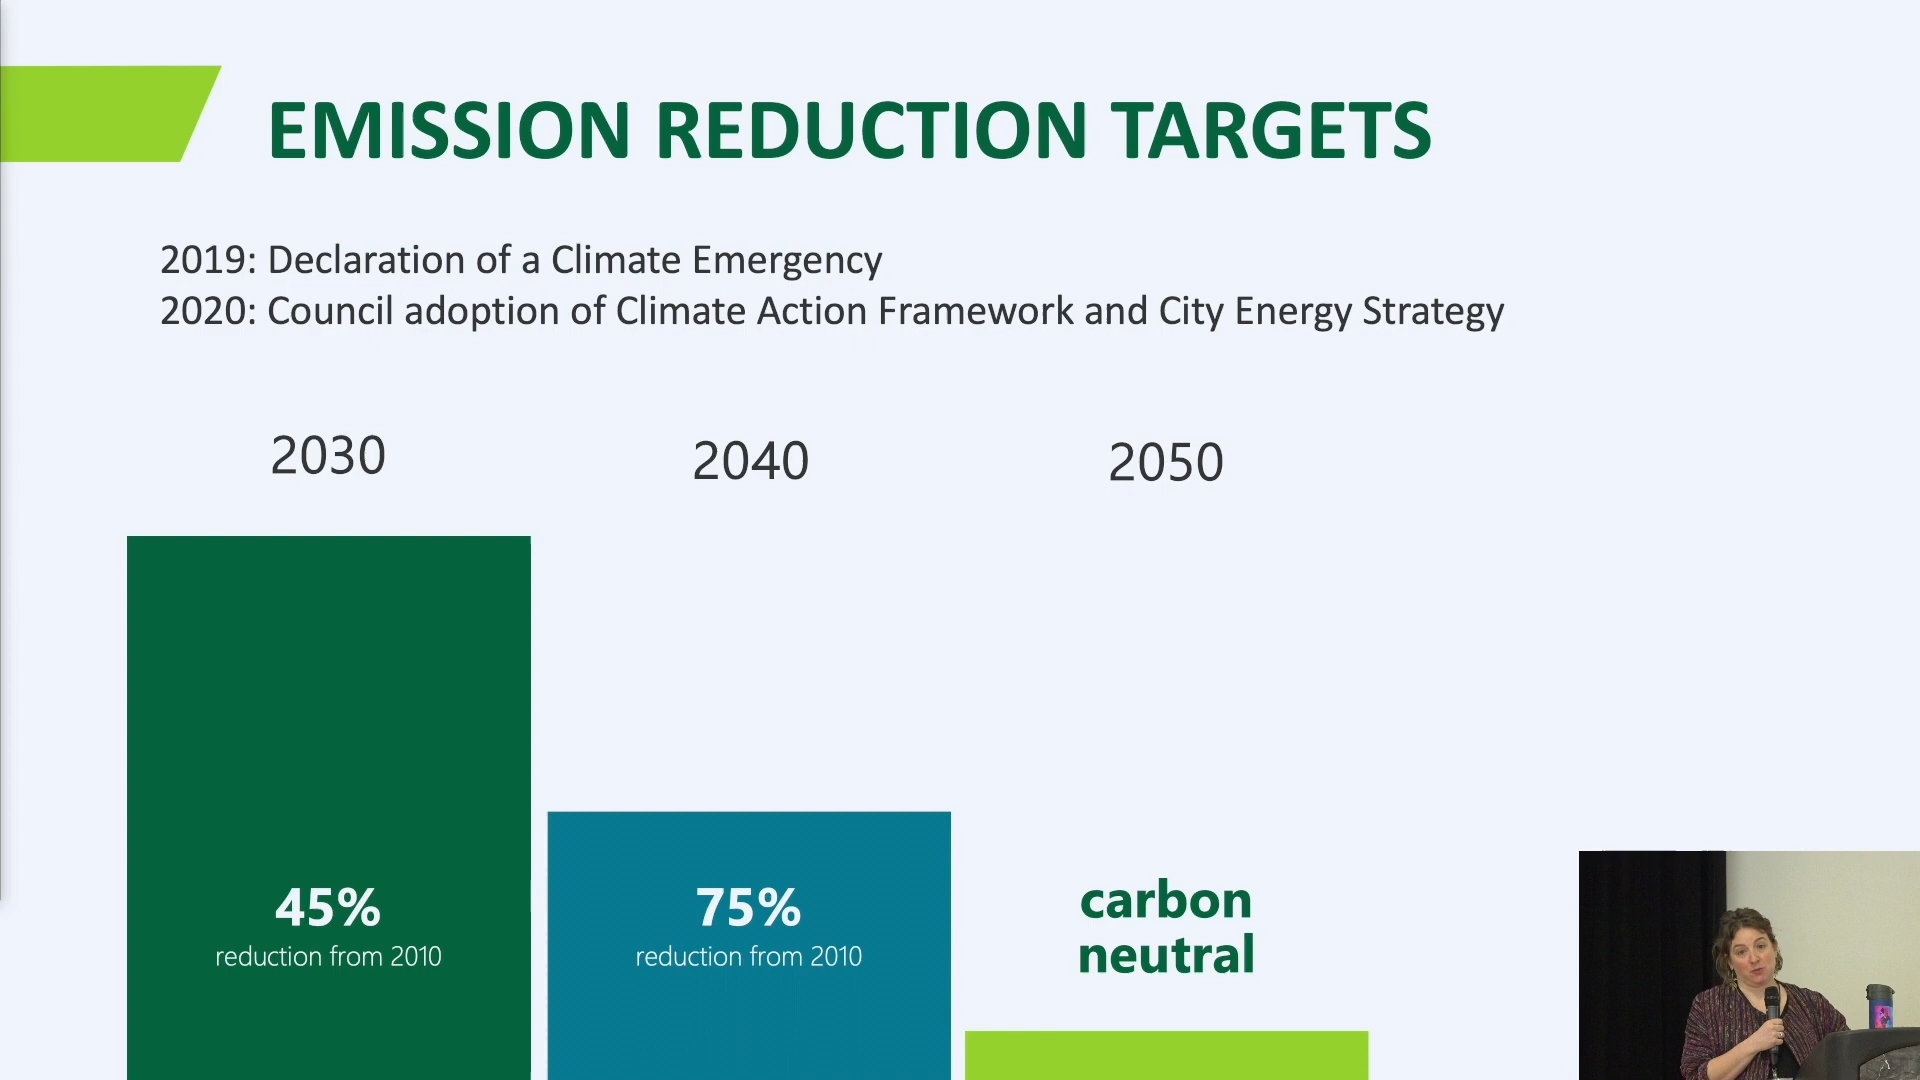 EMISSION REDUCTION TARGETS
2019: Declaration of a Climate Emergency
2020: Council adoption of Climate Action Framework and City Energy Strategy
2030
2040
2050
45%
reduction from 2010
75%
reduction from 2010
carbon
neutral